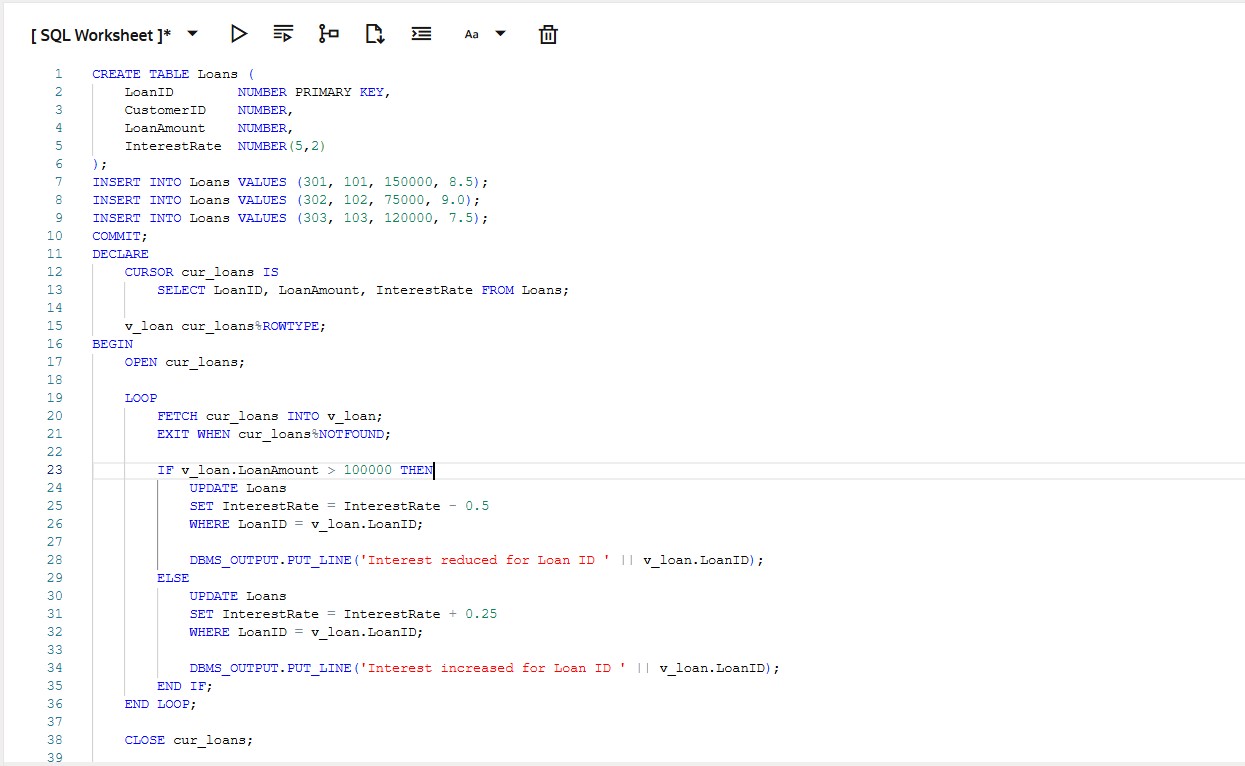 [ SQL Worksheet ]* Aa
1 CREATE TABLE Loans (
2     LoanID        NUMBER PRIMARY KEY,
3     CustomerID    NUMBER,
4     LoanAmount    NUMBER,
5     InterestRate  NUMBER(5,2)
6 );
7 INSERT INTO Loans VALUES (301, 101, 150000, 8.5);
8 INSERT INTO Loans VALUES (302, 102, 75000, 9.0);
9 INSERT INTO Loans VALUES (303, 103, 120000, 7.5);
10 COMMIT;
11 DECLARE
12     CURSOR cur_loans IS
13         SELECT LoanID, LoanAmount, InterestRate FROM Loans;
14
15     v_loan cur_loans%ROWTYPE;
16 BEGIN
17     OPEN cur_loans;
18
19     LOOP
20         FETCH cur_loans INTO v_loan;
21         EXIT WHEN cur_loans%NOTFOUND;
22
23         IF v_loan.LoanAmount > 100000 THEN
24             UPDATE Loans
25             SET InterestRate = InterestRate - 0.5
26             WHERE LoanID = v_loan.LoanID;
27
28             DBMS_OUTPUT.PUT_LINE('Interest reduced for Loan ID ' || v_loan.LoanID);
29         ELSE
30             UPDATE Loans
31             SET InterestRate = InterestRate + 0.25
32             WHERE LoanID = v_loan.LoanID;
33
34             DBMS_OUTPUT.PUT_LINE('Interest increased for Loan ID ' || v_loan.LoanID);
35         END IF;
36     END LOOP;
37
38     CLOSE cur_loans;
39